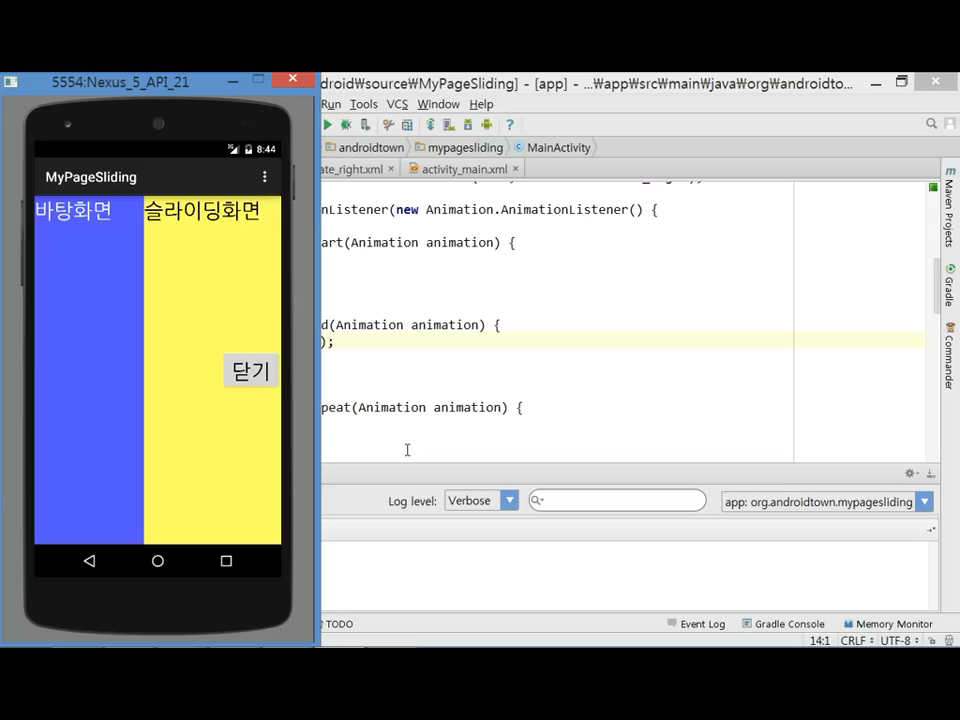 5554:Nexus_5_API_21
8:44
MyPageSliding
바탕화면
슬라이딩화면
닫기
droid₩source₩MyPageSliding] - [app] - ...₩app₩src₩main₩java₩org₩androidto...
Run Tools VCS Window Help
androidtown mypagesliding MainActivity
ate_right.xml activity_main.xml
nListener(new Animation.AnimationListener() {
art(Animation animation) {
d(Animation animation) {
);
peat(Animation animation) {
Log level: Verbose app: org.androidtown.mypagesliding
TODO Event Log Gradle Console Memory Monitor
14:1 CRLF UTF-8
Maven Projects
Gradle
Commander